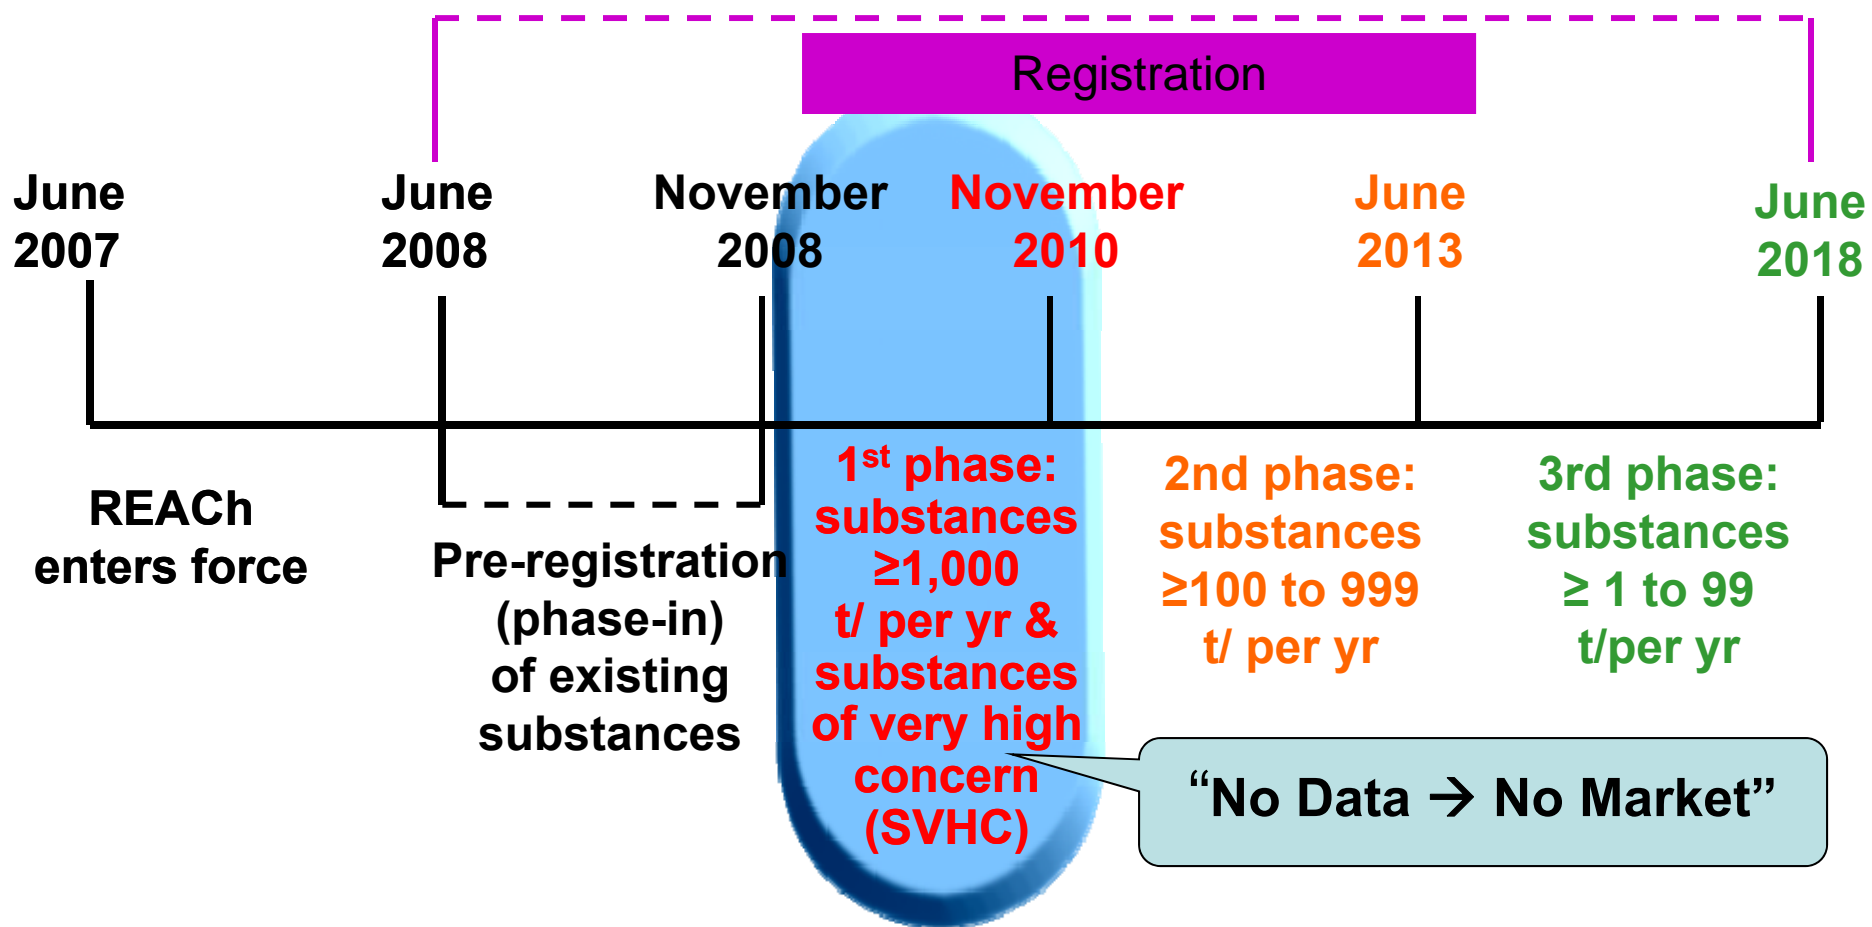 Registration
June
2007
June
2008
November
2008
November
2010
June
2013
June
2018
REACh
enters force
Pre-registration
(phase-in)
of existing
substances
1st phase:
substances
≥1,000
t/ per yr &
substances
of very high
concern
(SVHC)
2nd phase:
substances
≥100 to 999
t/ per yr
3rd phase:
substances
≥ 1 to 99
t/per yr
“No Data → No Market”